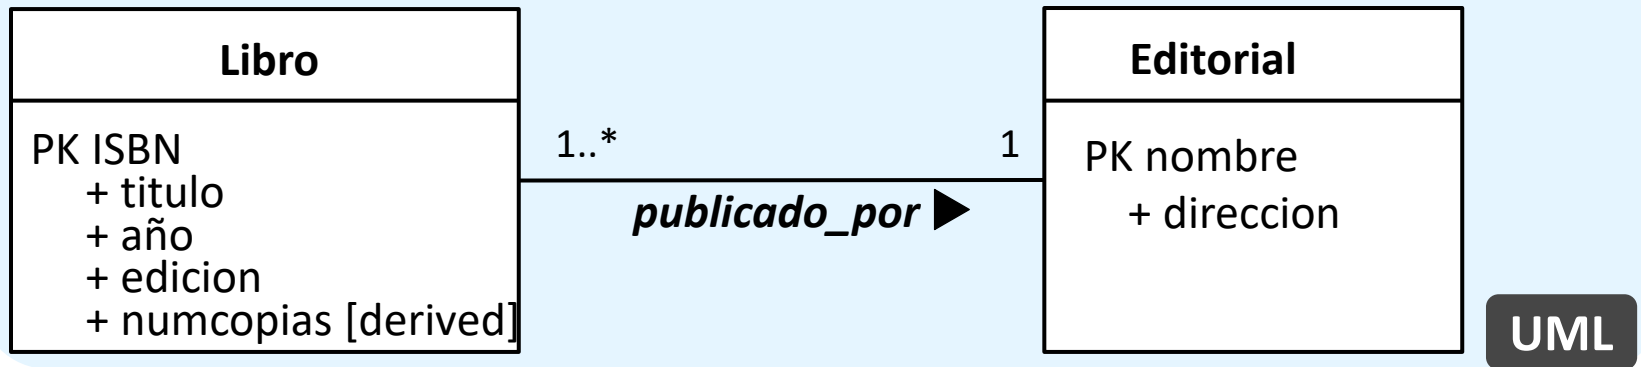 Libro
PK ISBN
+ titulo
+ año
+ edicion
+ numcopias [derived]
1..*
1
publicado_por
Editorial
PK nombre
+ direccion
UML